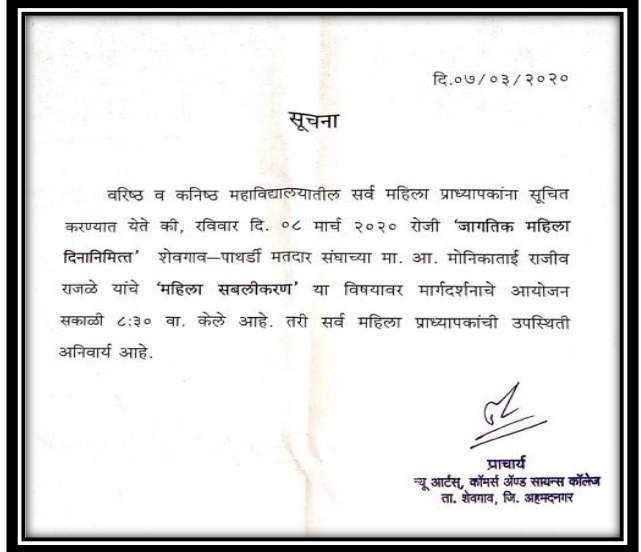 दि.०७/०३/२०२०
सूचना
वरिष्ठ व कनिष्ठ महाविद्यालयातील सर्व महिला प्राध्यापकांना सूचित
करण्यात येते की, रविवार दि. ०८ मार्च २०२० रोजी ‘जागतिक महिला
दिनानिमित्त’ शेवगाव–पाथर्डी मतदार संघाच्या मा. आ. मोनिकाताई राजीव
राजळे यांचे ‘महिला सबलीकरण’ या विषयावर मार्गदर्शनाचे आयोजन
सकाळी ८:३० वा. केले आहे. तरी सर्व महिला प्राध्यापकांची उपस्थिती
अनिवार्य आहे.
प्राचार्य
न्यू आर्टस्, कॉमर्स ॲण्ड सायन्स कॉलेज
ता. शेवगाव, जि. अहमदनगर